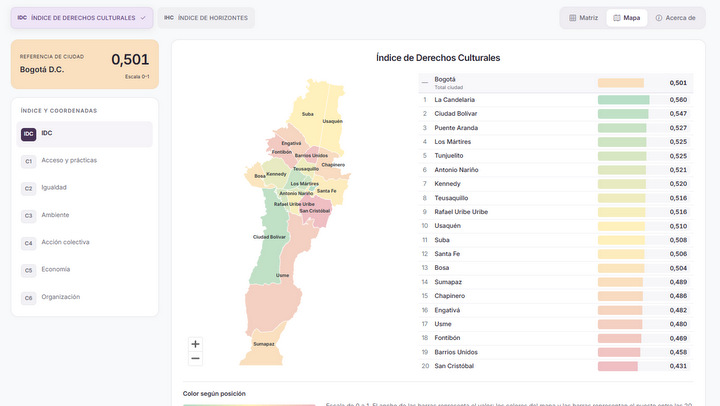 IDC ÍNDICE DE DERECHOS CULTURALES
IHC ÍNDICE DE HORIZONTES
Matriz
Mapa
Acerca de
REFERENCIA DE CIUDAD
Bogotá D.C.
0,501
Escala 0-1
ÍNDICE Y COORDENADAS
IDC IDC
C1 Acceso y prácticas
C2 Igualdad
C3 Ambiente
C4 Acción colectiva
C5 Economía
C6 Organización
Índice de Derechos Culturales
Suba
Usaquén
Engativá
Fontibón
Barrios Unidos
Chapinero
Teusaquillo
Bosa
Kennedy
Los Mártires
Santa Fe
Antonio Nariño
Rafael Uribe Uribe
San Cristóbal
Ciudad Bolívar
Usme
Sumapaz
+
−
— Bogotá 0,501
Total ciudad
1 La Candelaria 0,560
2 Ciudad Bolívar 0,547
3 Puente Aranda 0,527
4 Los Mártires 0,525
5 Tunjuelito 0,525
6 Antonio Nariño 0,521
7 Kennedy 0,520
8 Teusaquillo 0,516
9 Rafael Uribe Uribe 0,516
10 Usaquén 0,510
11 Suba 0,508
12 Santa Fe 0,506
13 Bosa 0,504
14 Sumapaz 0,489
15 Chapinero 0,486
16 Engativá 0,482
17 Usme 0,480
18 Fontibón 0,469
19 Barrios Unidos 0,458
20 San Cristóbal 0,431
Color según posición